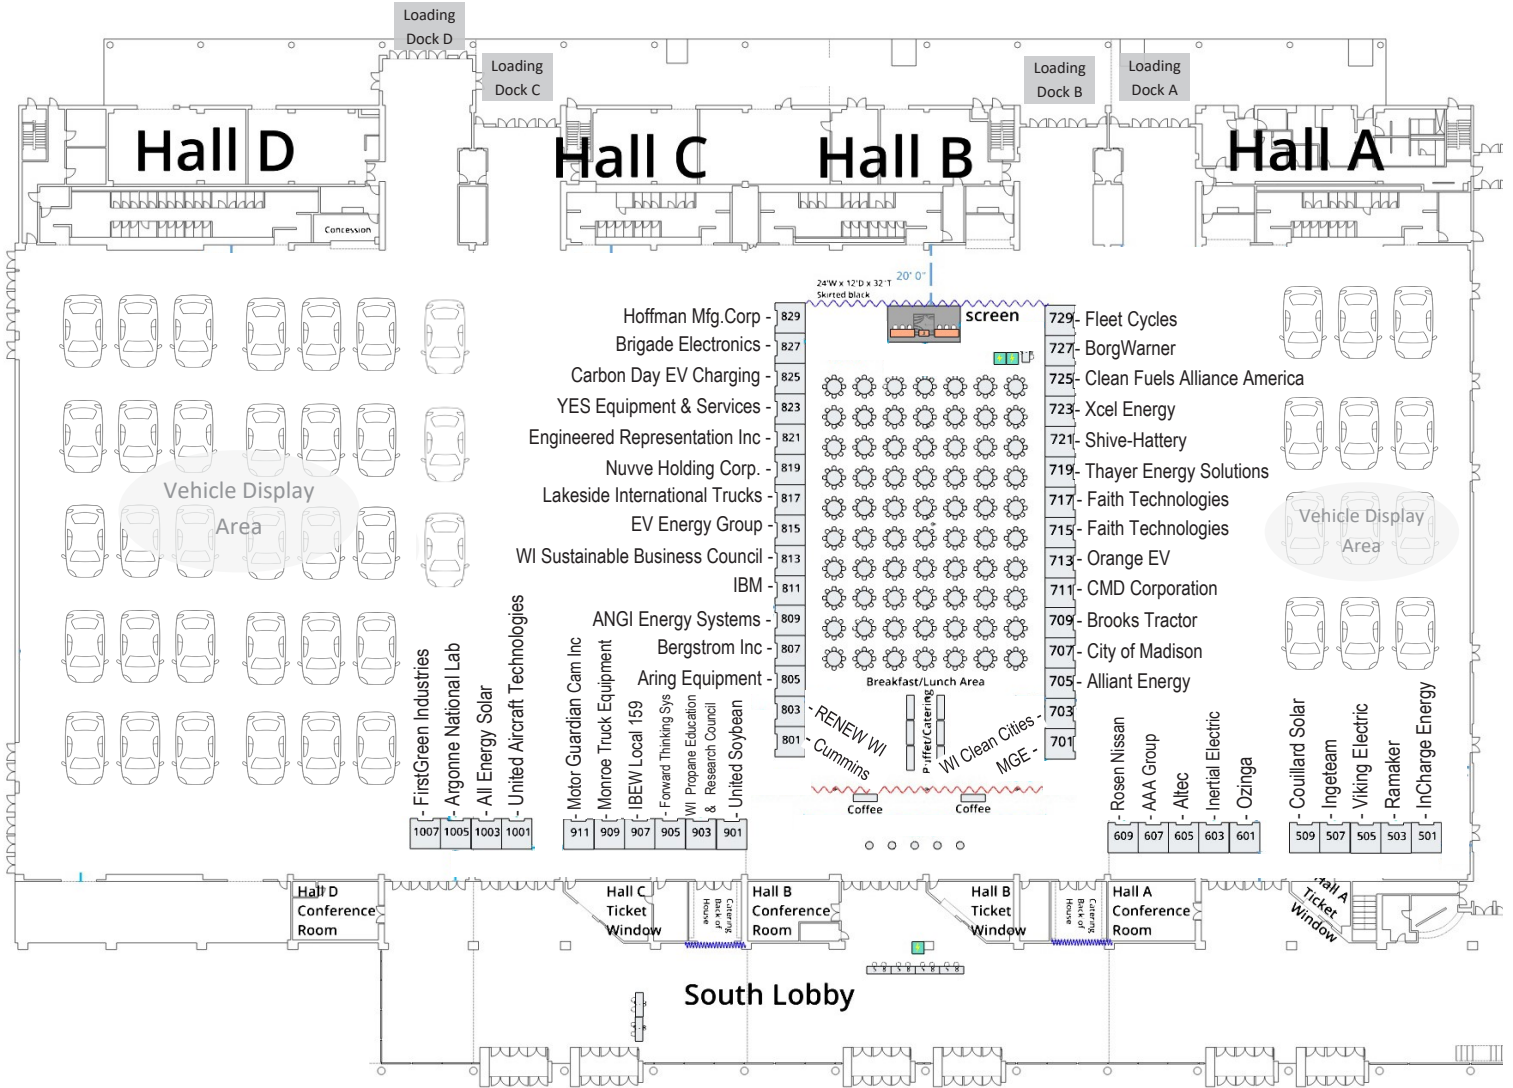 Loading
Dock D
Loading
Dock C
Loading
Dock B
Loading
Dock A
Hall D
Hall C
Hall B
Hall A
Concession
20' 0"
24'W x 12'D x 32"T
Skirted black
screen
Hoffman Mfg.Corp - 829
Brigade Electronics - 827
Carbon Day EV Charging - 825
YES Equipment & Services - 823
Engineered Representation Inc - 821
Nuvve Holding Corp. - 819
Lakeside International Trucks - 817
EV Energy Group - 815
WI Sustainable Business Council - 813
IBM - 811
ANGI Energy Systems - 809
Bergstrom Inc - 807
Aring Equipment - 805
803 - RENEW WI
801 - Cummins
729 - Fleet Cycles
727 - BorgWarner
725 - Clean Fuels Alliance America
723 - Xcel Energy
721 - Shive-Hattery
719 - Thayer Energy Solutions
717 - Faith Technologies
715 - Faith Technologies
713 - Orange EV
711 - CMD Corporation
709 - Brooks Tractor
707 - City of Madison
705 - Alliant Energy
WI Clean Cities - 703
MGE - 701
Vehicle Display
Area
Vehicle Display
Area
Breakfast/Lunch Area
Buffet/Catering
Coffee
Coffee
1007 - FirstGreen Industries
1005 - Argonne National Lab
1003 - All Energy Solar
1001 - United Aircraft Technologies
911 - Motor Guardian Cam Inc
909 - Monroe Truck Equipment
907 - IBEW Local 159
905 - Forward Thinking Sys
903 - WI Propane Education
& Research Council
901 - United Soybean
609 - Rosen Nissan
607 - AAA Group
605 - Altec
603 - Inertial Electric
601 - Ozinga
509 - Couillard Solar
507 - Ingeteam
505 - Viking Electric
503 - Ramaker
501 - InCharge Energy
Hall D
Conference
Room
Hall C
Ticket
Window
Catering
Back of
House
Hall B
Conference
Room
Hall B
Ticket
Window
Catering
Back of
House
Hall A
Conference
Room
Hall A
Ticket
Window
South Lobby